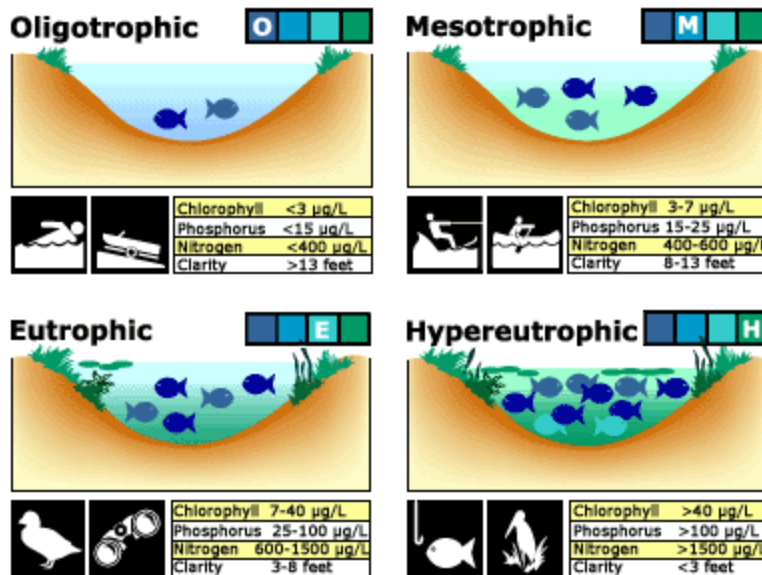 Oligotrophic O
Mesotrophic M
Chlorophyll <3 µg/L
Phosphorus <15 µg/L
Nitrogen <400 µg/L
Clarity >13 feet
Chlorophyll 3-7 µg/L
Phosphorus 15-25 µg/L
Nitrogen 400-600 µg/L
Clarity 8-13 feet
Eutrophic E
Hypereutrophic H
Chlorophyll 7-40 µg/L
Phosphorus 25-100 µg/L
Nitrogen 600-1500 µg/L
Clarity 3-8 feet
Chlorophyll >40 µg/L
Phosphorus >100 µg/L
Nitrogen >1500 µg/L
Clarity <3 feet